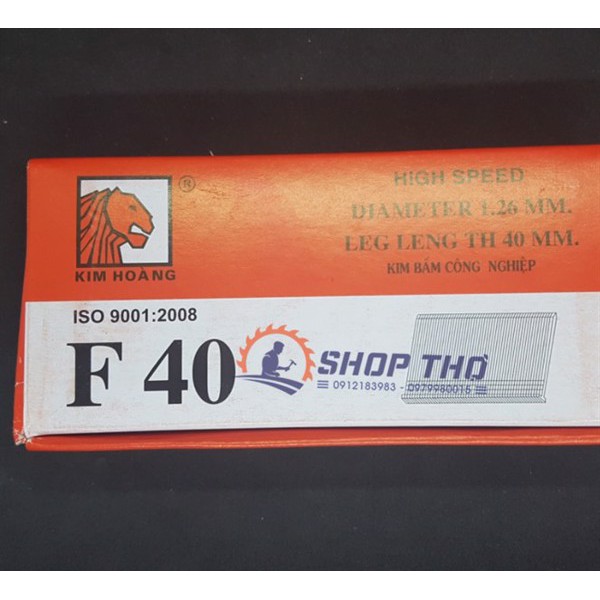 HIGH SPEED
DIAMETER 1.26 MM.
LEG LENG TH 40 MM.
KIM BẤM CÔNG NGHIỆP
®
KIM HOÀNG
ISO 9001:2008
F 40
SHOP THỢ
0912183983 - 0979980015